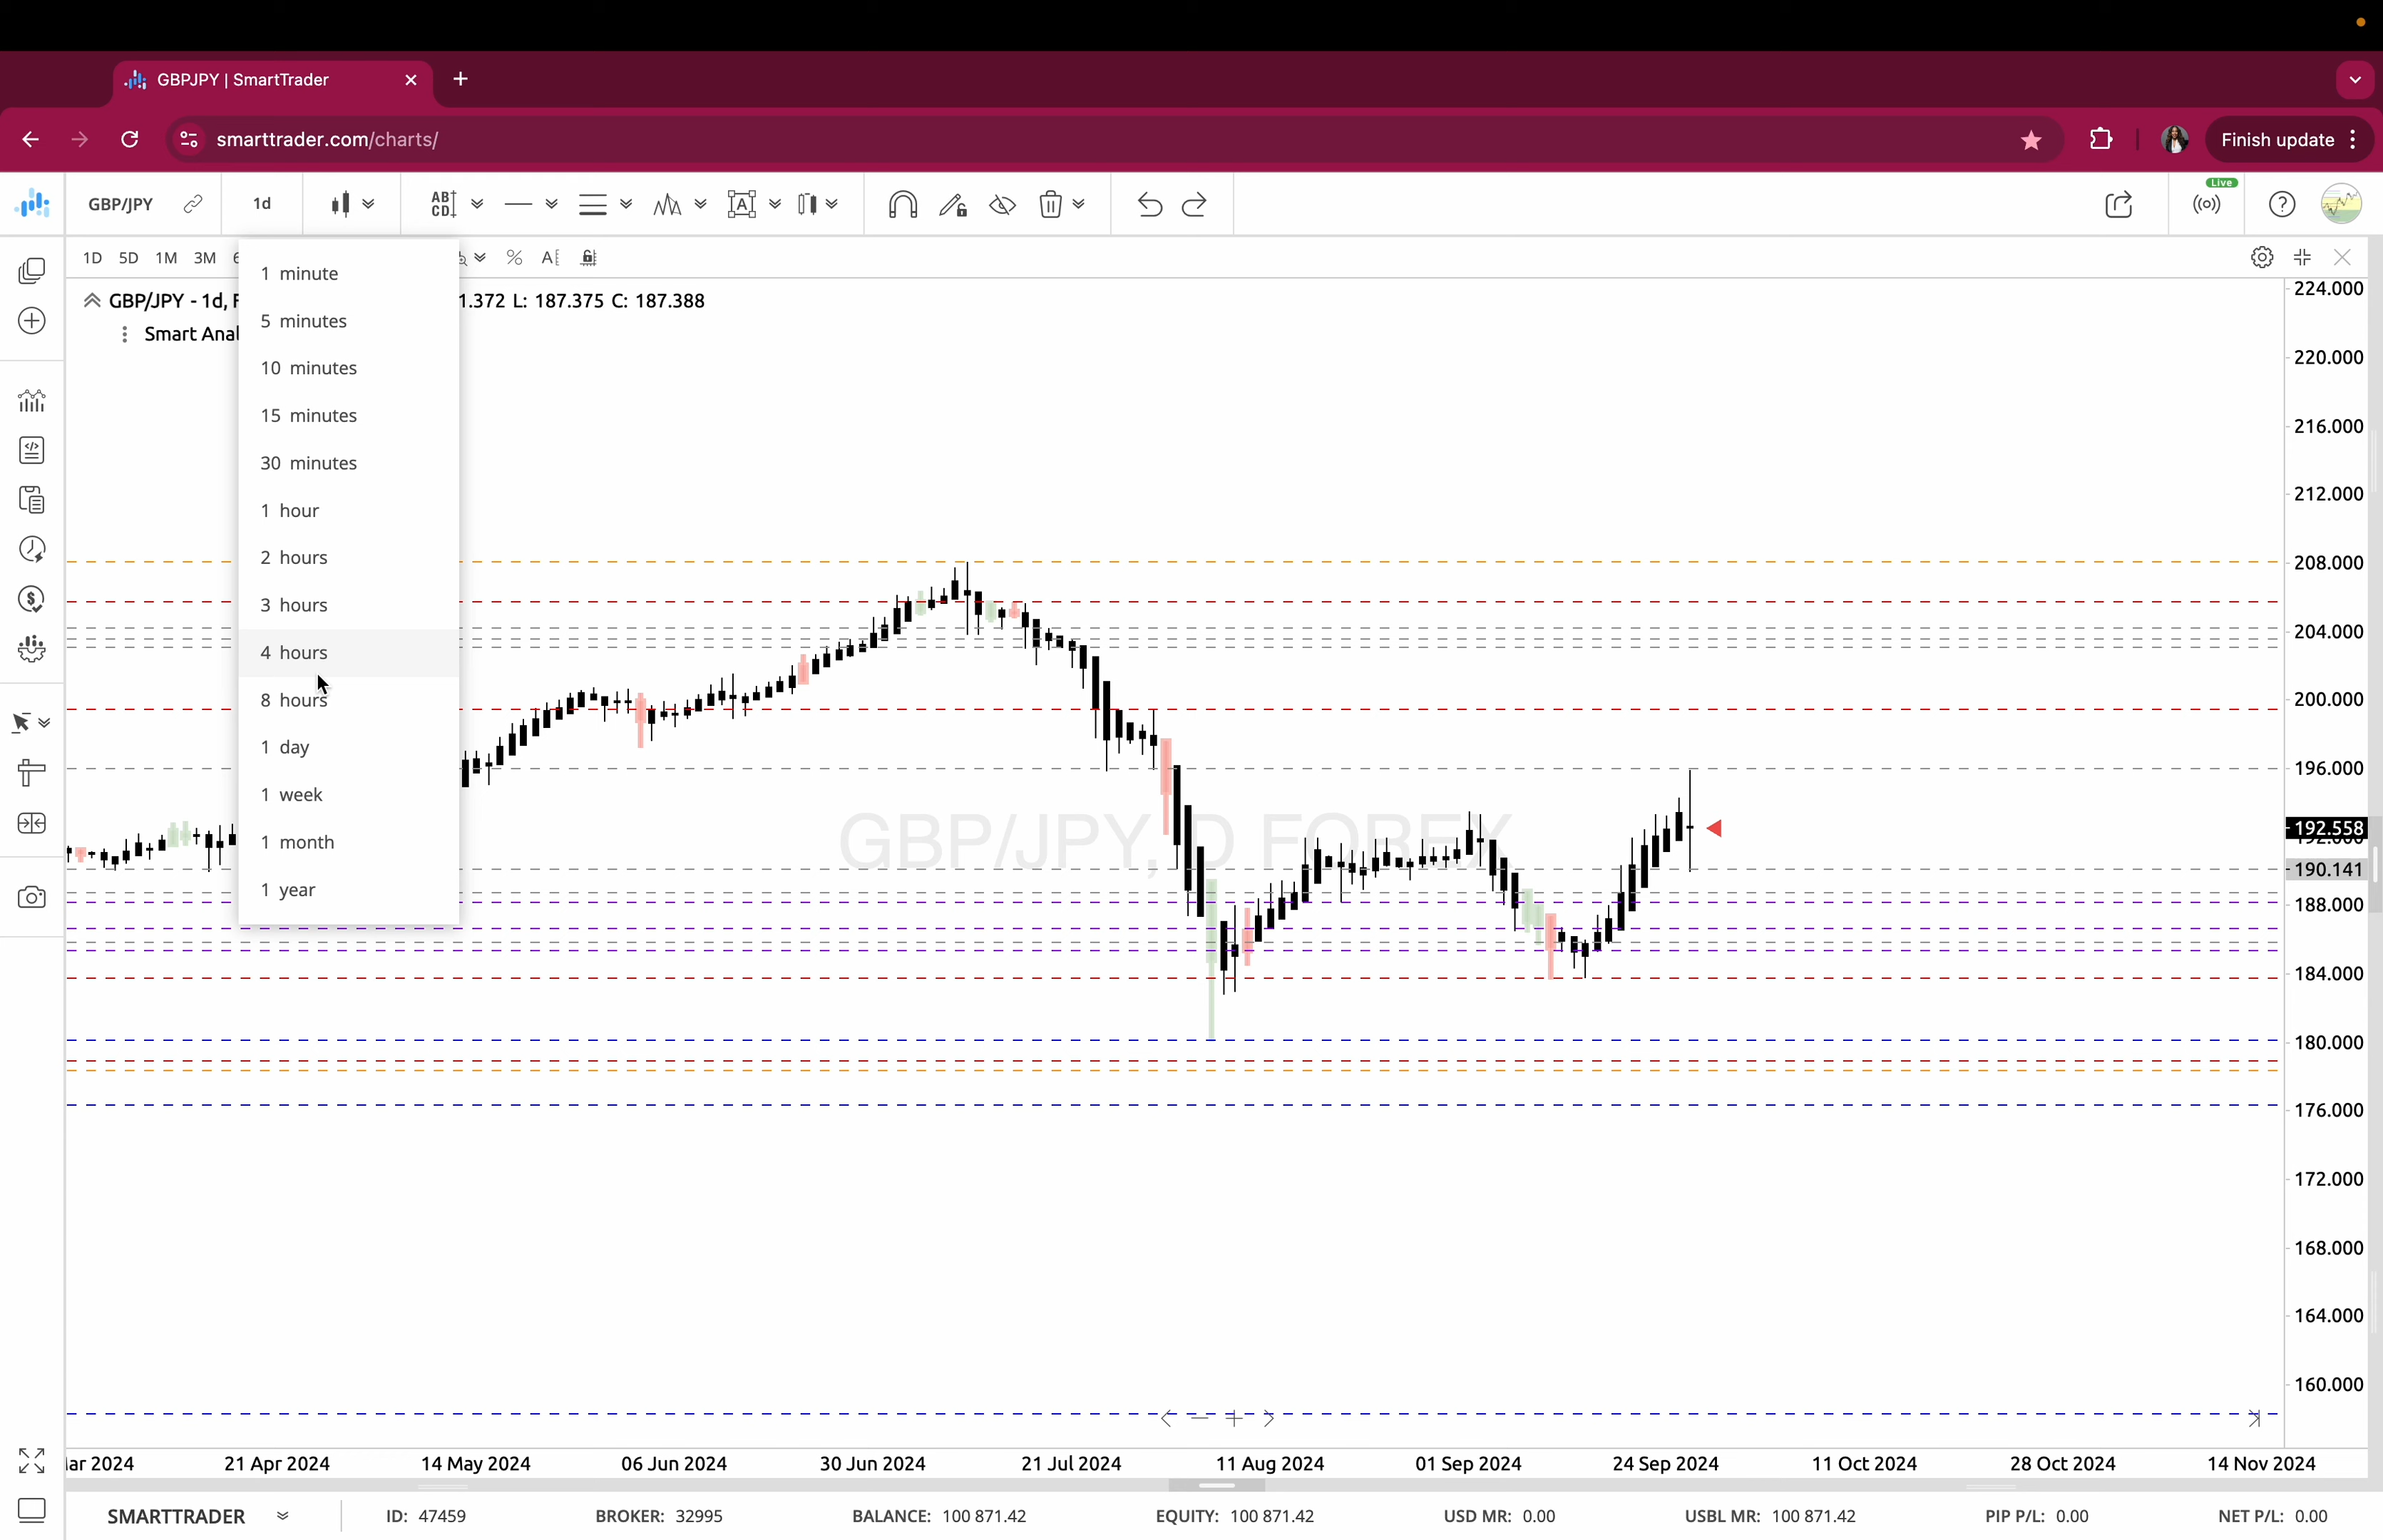 GBPJPY | SmartTrader
smarttrader.com/charts/
Finish update
GBP/JPY
1d
AB
CD
A
Live
1D 5D 1M 3M
%
A
GBP/JPY - 1d,
1.372 L: 187.375 C: 187.388
Smart Anal
1 minute
5 minutes
10 minutes
15 minutes
30 minutes
1 hour
2 hours
3 hours
4 hours
8 hours
1 day
1 week
1 month
1 year
GBP/JPY, D FOREX
224.000
220.000
216.000
212.000
208.000
204.000
200.000
196.000
192.558
192.000
190.141
188.000
184.000
180.000
176.000
172.000
168.000
164.000
160.000
ar 2024 21 Apr 2024 14 May 2024 06 Jun 2024 30 Jun 2024 21 Jul 2024 11 Aug 2024 01 Sep 2024 24 Sep 2024 11 Oct 2024 28 Oct 2024 14 Nov 2024
SMARTTRADER ID: 47459 BROKER: 32995 BALANCE: 100 871.42 EQUITY: 100 871.42 USD MR: 0.00 USBL MR: 100 871.42 PIP P/L: 0.00 NET P/L: 0.00